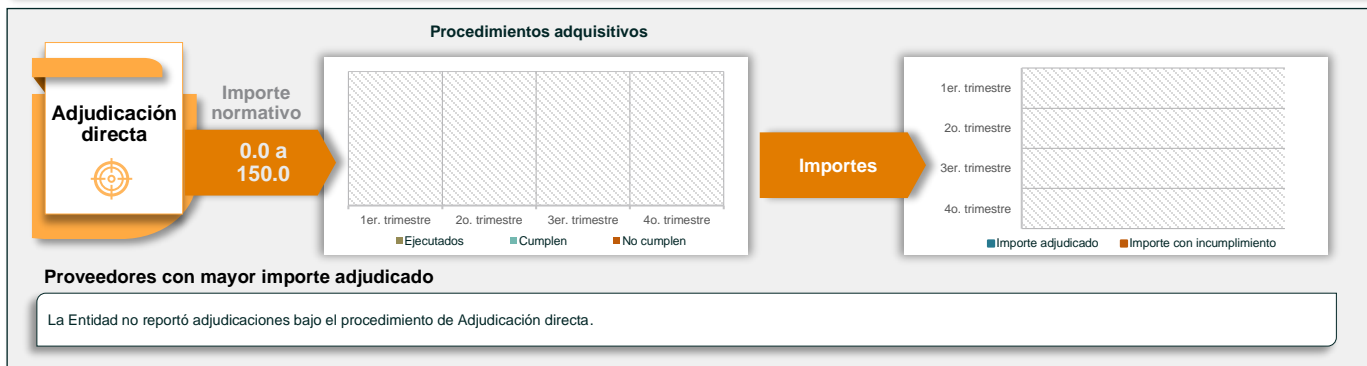 Adjudicación
directa
Importe
normativo
0.0 a
150.0
Procedimientos adquisitivos
1er. trimestre 2o. trimestre 3er. trimestre 4o. trimestre
Ejecutados Cumplen No cumplen
Importes
1er. trimestre
2o. trimestre
3er. trimestre
4o. trimestre
Importe adjudicado Importe con incumplimiento
Proveedores con mayor importe adjudicado
La Entidad no reportó adjudicaciones bajo el procedimiento de Adjudicación directa.